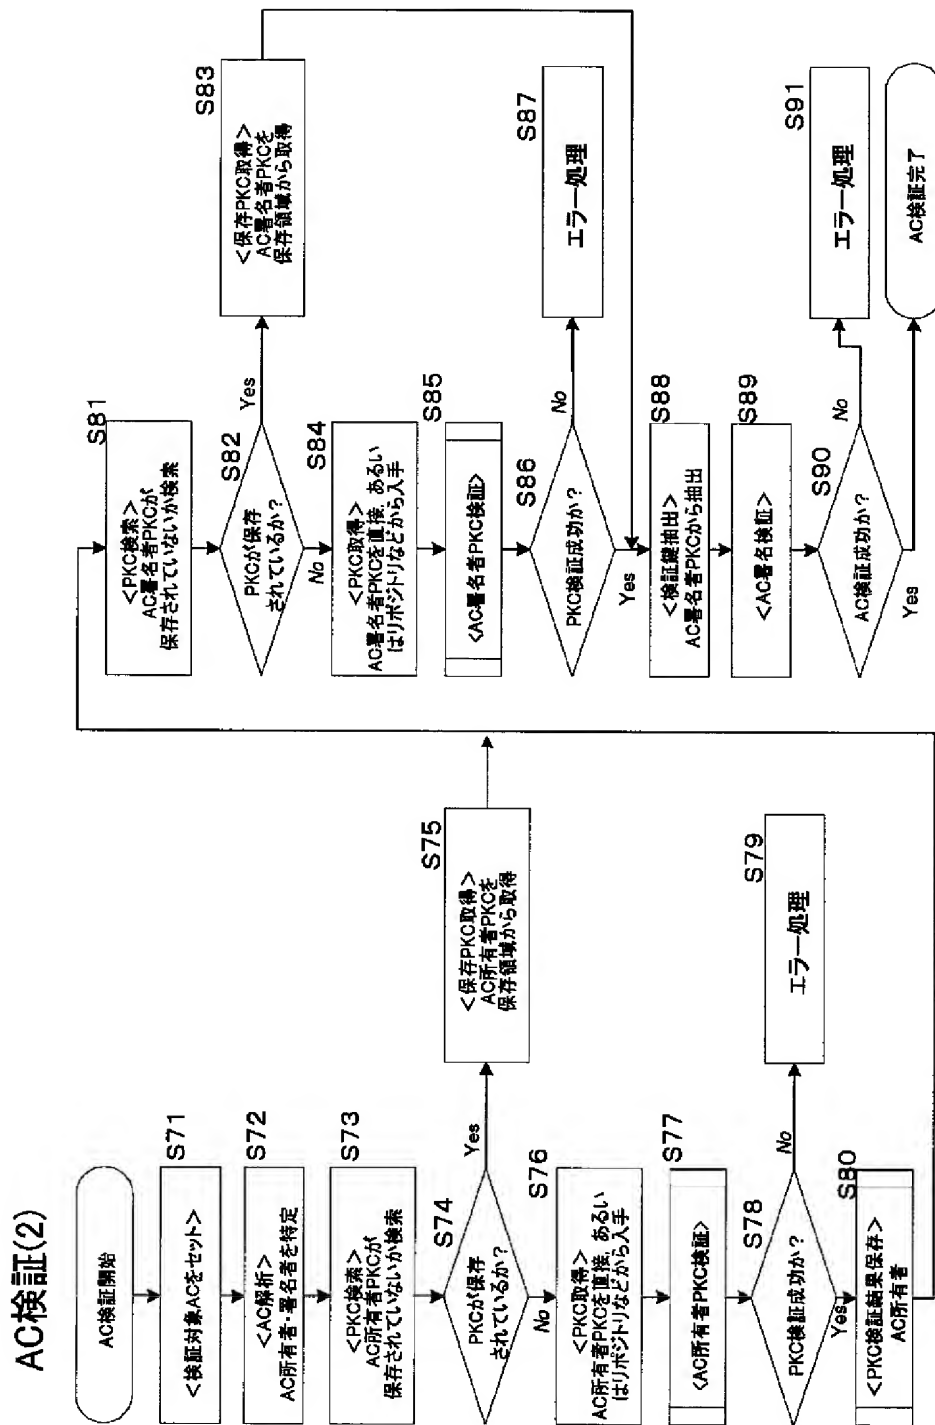 AC検証(2)
AC検証開始
S71
<検証対象ACをセット>
S72
<AC解析>
AC所有者・署名者を特定
S73
<PKC検索>
AC所有者PKCが
保存されていないか検索
S74
PKCが保存
されているか?
Yes
No
S75
<保存PKC取得>
AC所有者PKCを
保存領域から取得
S76
<PKC取得>
AC所有者PKCを直接、あるい
はリポジトリなどから入手
S77
<AC所有者PKC検証>
S78
PKC検証成功か?
No
Yes
S79
エラー処理
S80
<PKC検証結果保存>
AC所有者
S81
<PKC検索>
AC署名者PKCが
保存されていないか検索
S82
PKCが保存
されているか?
Yes
No
S83
<保存PKC取得>
AC署名者PKCを
保存領域から取得
S84
<PKC取得>
AC署名者PKCを直接、あるい
はリポジトリなどから入手
S85
<AC署名者PKC検証>
S86
PKC検証成功か?
No
Yes
S87
エラー処理
S88
<検証鍵抽出>
AC署名者PKCから抽出
S89
<AC署名検証>
S90
AC検証成功か?
No
Yes
S91
エラー処理
AC検証完了